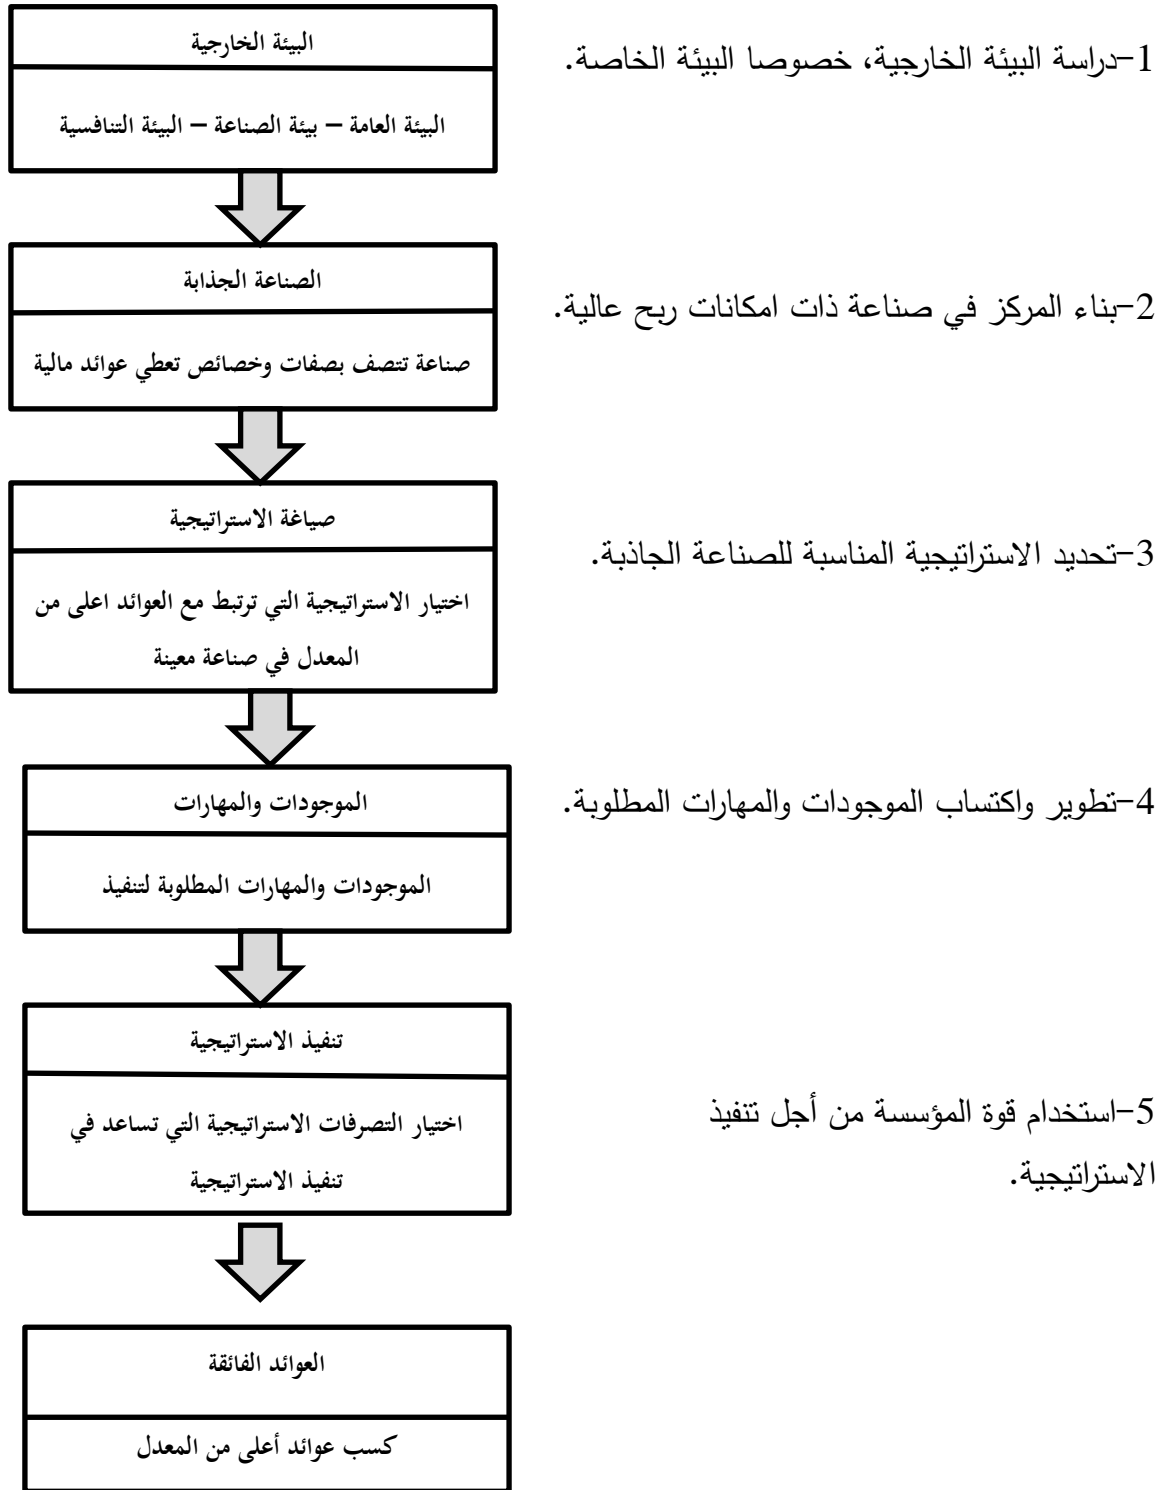 البيئة الخارجية
1-دراسة البيئة الخارجية، خصوصا البيئة الخاصة.
البيئة العامة – بيئة الصناعة – البيئة التنافسية
الصناعة الجذابة
2-بناء المركز في صناعة ذات امكانات ربح عالية.
صناعة تتصف بصفات وخصائص تعطي عوائد مالية
صياغة الاستراتيجية
3-تحديد الاستراتيجية المناسبة للصناعة الجاذبة.
اختيار الاستراتيجية التي ترتبط مع العوائد اعلى من
المعدل في صناعة معينة
الموجودات والمهارات
4-تطوير واكتساب الموجودات والمهارات المطلوبة.
الموجودات والمهارات المطلوبة لتنفيذ
تنفيذ الاستراتيجية
5-استخدام قوة المؤسسة من أجل تنفيذ
الاستراتيجية.
اختيار التصرفات الاستراتيجية التي تساعد في
تنفيذ الاستراتيجية
العوائد الفائقة
كسب عوائد أعلى من المعدل